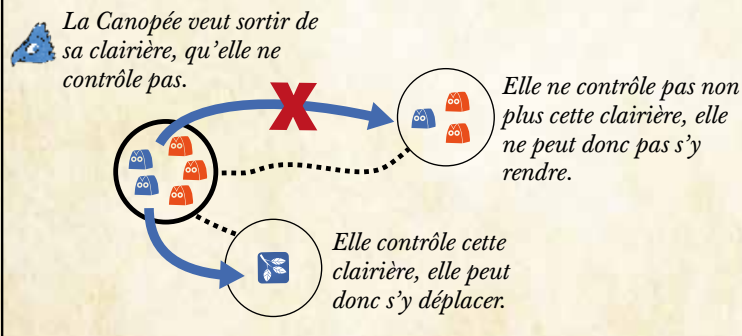 La Canopée veut sortir de
sa clairière, qu’elle ne
contrôle pas.
Elle ne contrôle pas non
plus cette clairière, elle
ne peut donc pas s’y
rendre.
Elle contrôle cette
clairière, elle peut
donc s’y déplacer.